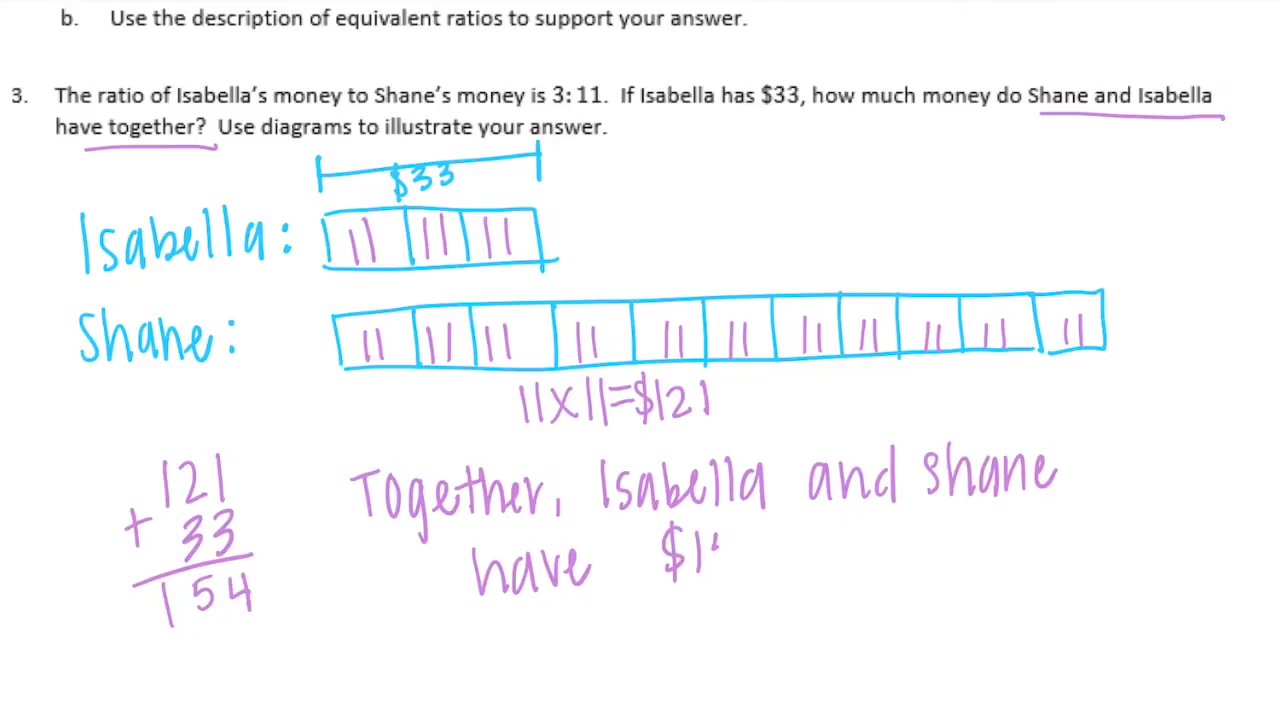 b. Use the description of equivalent ratios to support your answer.
3. The ratio of Isabella's money to Shane's money is 3:11. If Isabella has $33, how much money do Shane and Isabella
have together? Use diagrams to illustrate your answer.
$33
Isabella: 11 11 11
Shane: 11 11 11 11 11 11 11 11 11 11 11
11x11=$121
121
+ 33
154
Together, Isabella and Shane
have $1